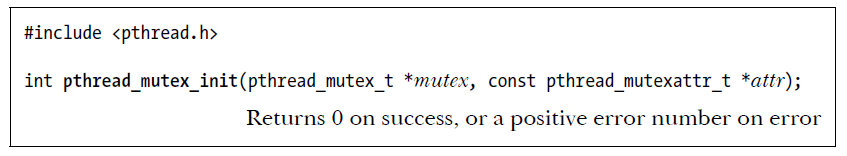 #include <pthread.h>
int pthread_mutex_init(pthread_mutex_t *mutex, const pthread_mutexattr_t *attr);
Returns 0 on success, or a positive error number on error